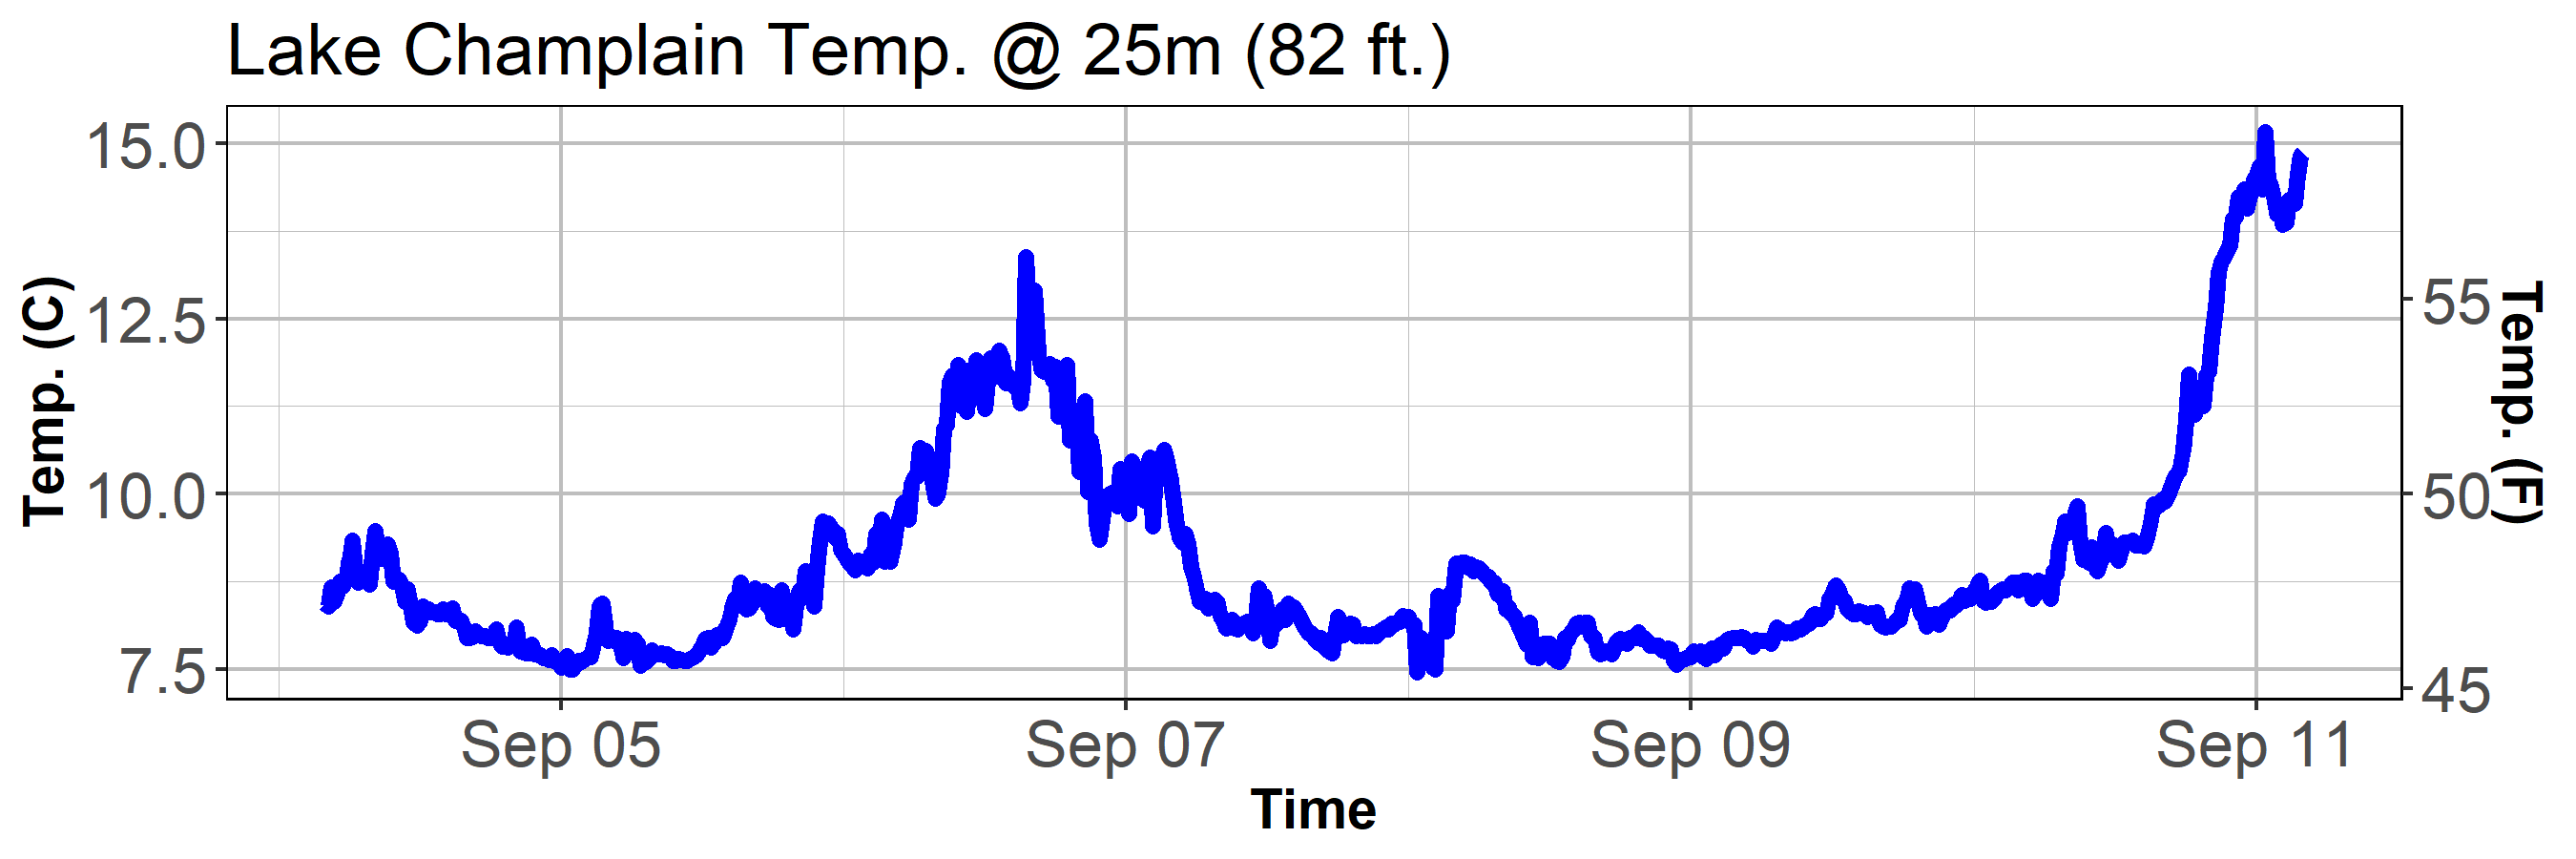 Lake Champlain Temp. @ 25m (82 ft.)
15.0
12.5
10.0
7.5
Temp. (C)
55
50
45
Temp. (F)
Sep 05 Sep 07 Sep 09 Sep 11
Time